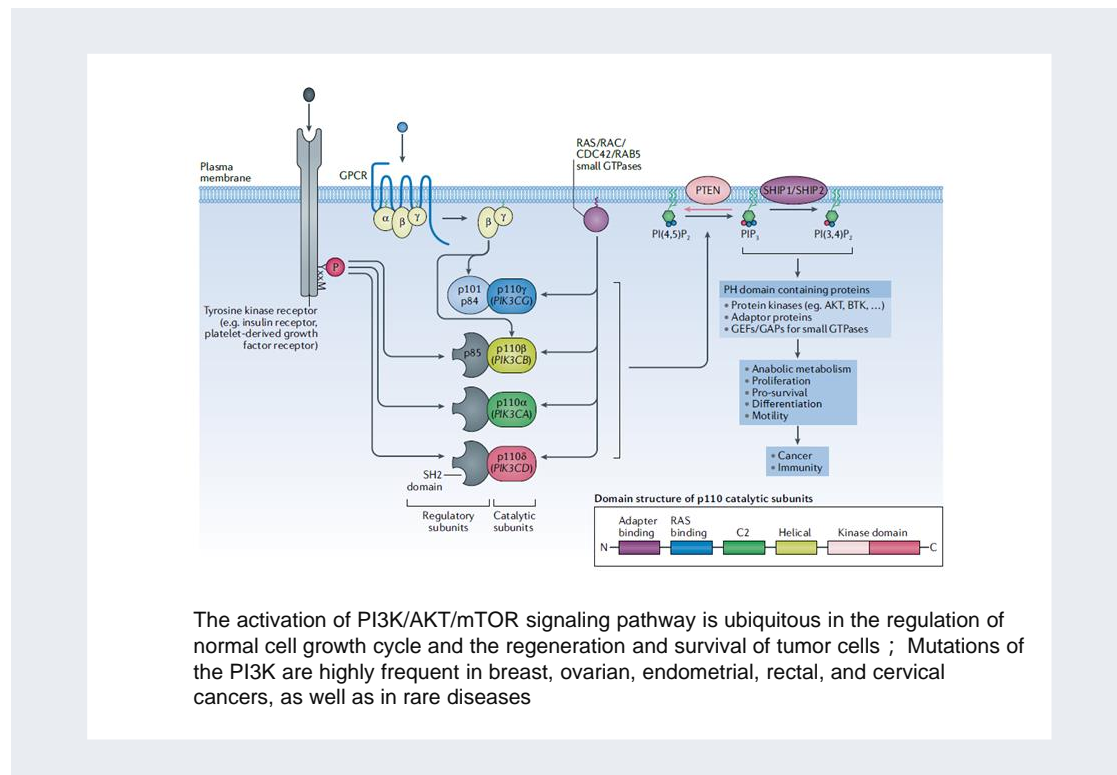 RAS/RAC/
CDC42/RAB5
small GTPases
Plasma
membrane
GPCR
PTEN
SHIP1/SHIP2
α
β
γ
β
γ
PI(4,5)P₂
PIP₃
PI(3,4)P₂
P
YxxM
p101
p84
p110γ
(PIK3CG)
PH domain containing proteins
• Protein kinases (eg. AKT, BTK, ...)
• Adaptor proteins
• GEFs/GAPs for small GTPases
Tyrosine kinase receptor
(e.g. insulin receptor,
platelet-derived growth
factor receptor)
p85
p110β
(PIK3CB)
• Anabolic metabolism
• Proliferation
• Pro-survival
• Differentiation
• Motility
p110α
(PIK3CA)
p110δ
(PIK3CD)
• Cancer
• Immunity
SH2
domain
Regulatory
subunits
Catalytic
subunits
Domain structure of p110 catalytic subunits
Adapter
binding
RAS
binding
C2
Helical
Kinase domain
N
C
The activation of PI3K/AKT/mTOR signaling pathway is ubiquitous in the regulation of
normal cell growth cycle and the regeneration and survival of tumor cells； Mutations of
the PI3K are highly frequent in breast, ovarian, endometrial, rectal, and cervical
cancers, as well as in rare diseases